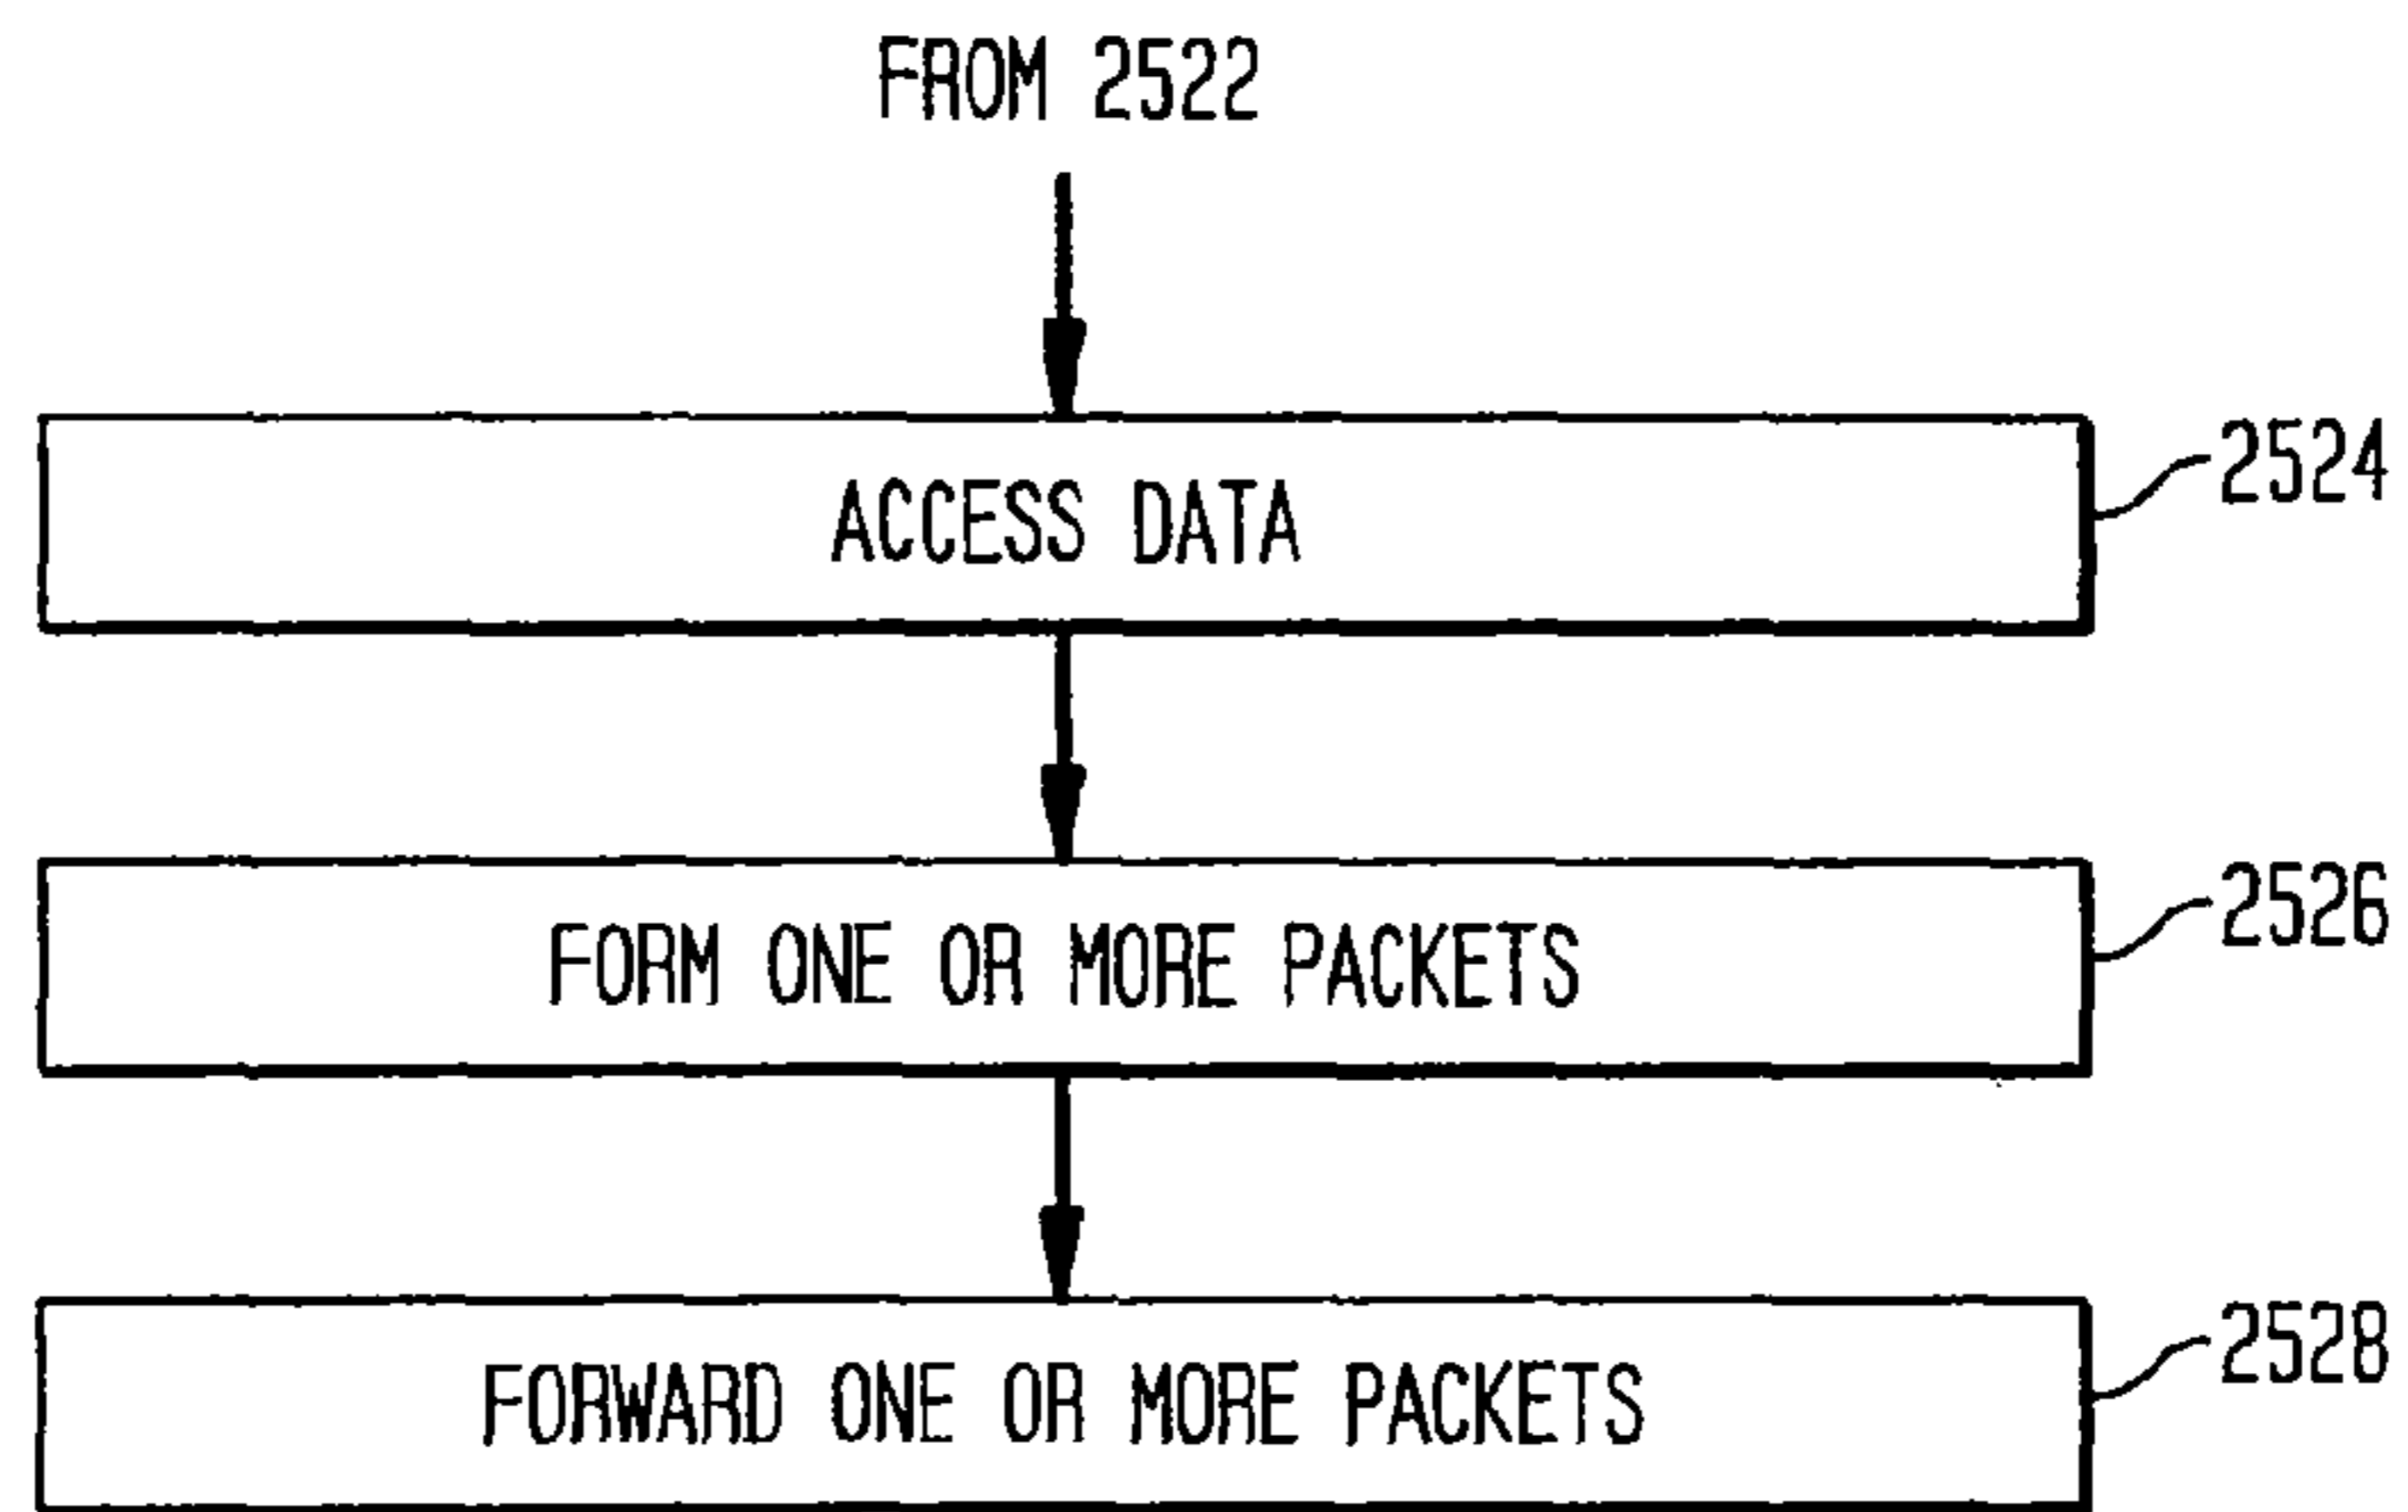 FROM 2522
ACCESS DATA
2524
FORM ONE OR MORE PACKETS
2526
FORWARD ONE OR MORE PACKETS
2528